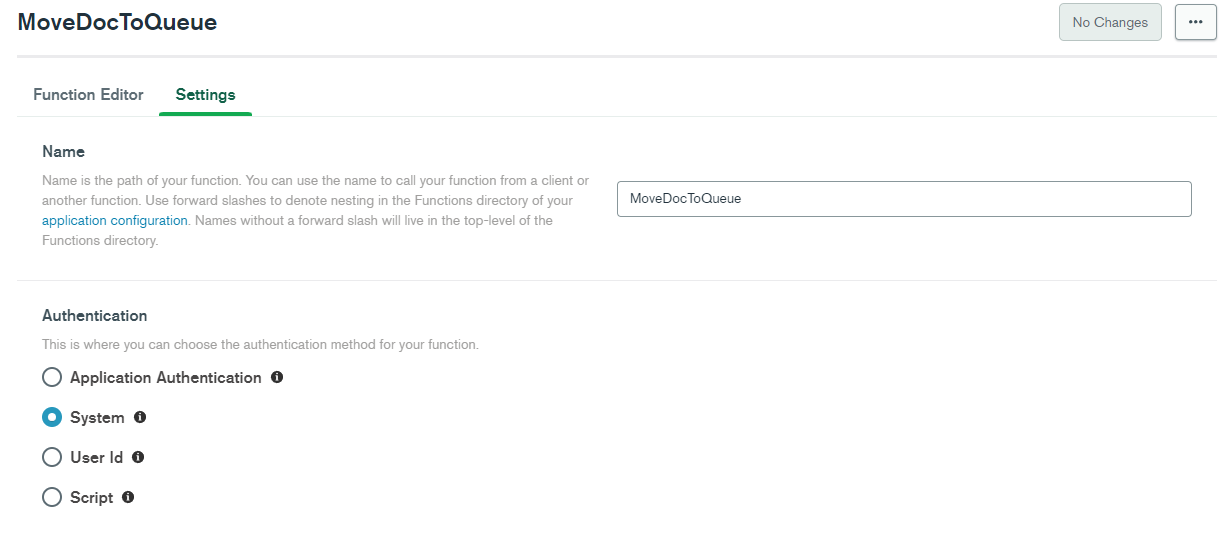 MoveDocToQueue
No Changes
Function Editor
Settings
Name
Name is the path of your function. You can use the name to call your function from a client or
another function. Use forward slashes to denote nesting in the Functions directory of your
application configuration. Names without a forward slash will live in the top-level of the
Functions directory.
MoveDocToQueue
Authentication
This is where you can choose the authentication method for your function.
Application Authentication
System
User Id
Script